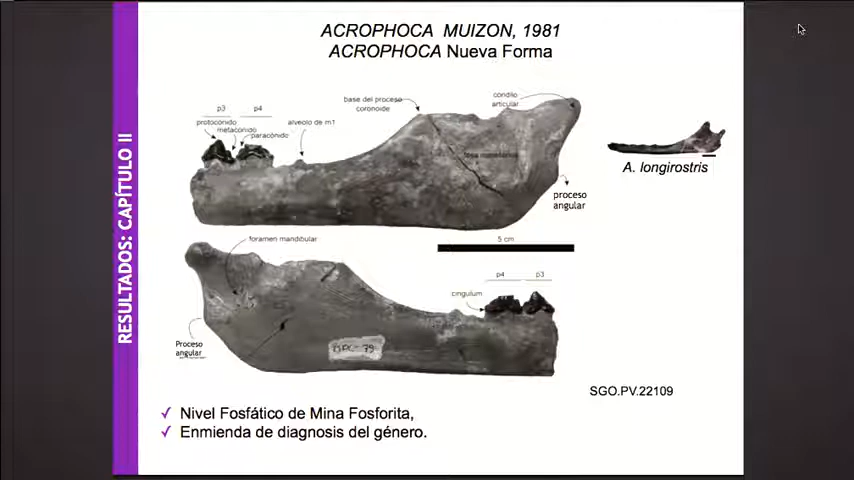 ACROPHOCA MUIZON, 1981
ACROPHOCA Nueva Forma
RESULTADOS: CAPÍTULO II
p3 p4
protocónido
metacónido
paracónido
alveolo de m1
base del proceso
coronoide
condilo
articular
fosa masetérica
proceso
angular
A. longirostris
foramen mandibular
5 cm
p4 p3
cingulum
Proceso
angular
SGO.PV.22109
✓ Nivel Fosfático de Mina Fosforita,
✓ Enmienda de diagnosis del género.